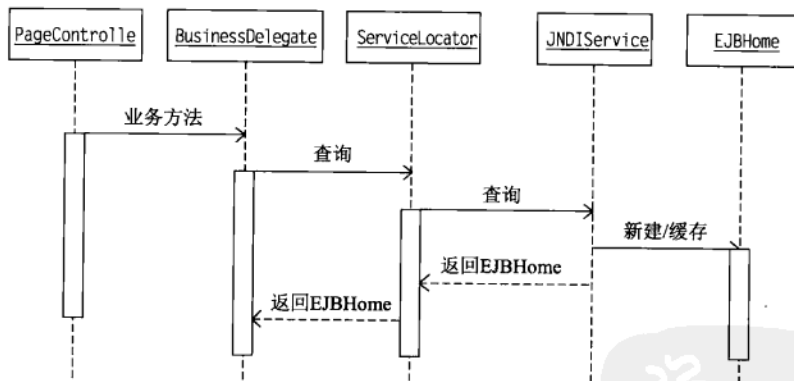 PageControlle
BusinessDelegate
ServiceLocator
JNDIService
EJBHome
业务方法
查询
查询
新建/缓存
返回EJBHome
返回EJBHome